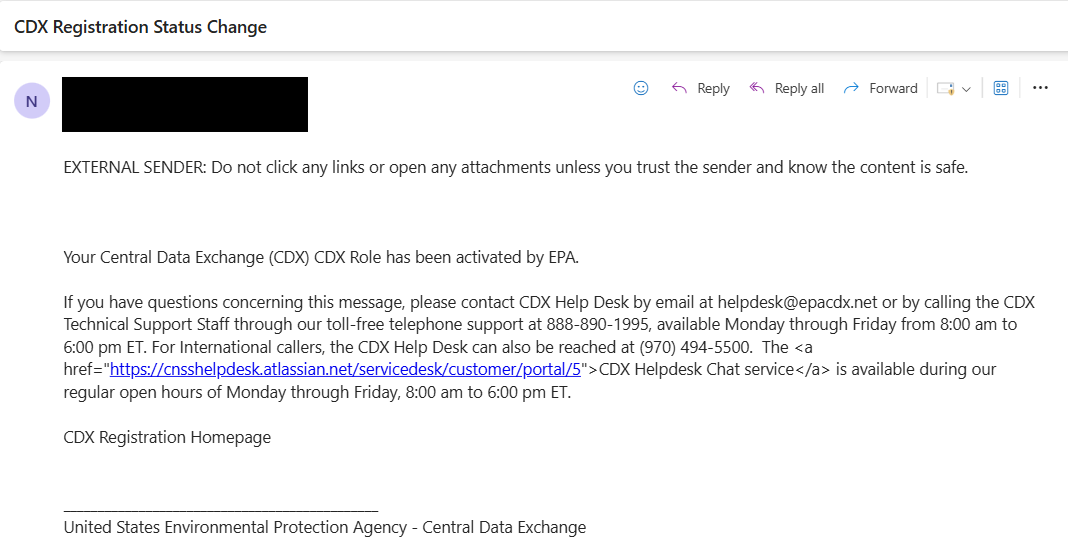 CDX Registration Status Change
N
Reply
Reply all
Forward
EXTERNAL SENDER: Do not click any links or open any attachments unless you trust the sender and know the content is safe.
Your Central Data Exchange (CDX) CDX Role has been activated by EPA.
If you have questions concerning this message, please contact CDX Help Desk by email at helpdesk@epacdx.net or by calling the CDX
Technical Support Staff through our toll-free telephone support at 888-890-1995, available Monday through Friday from 8:00 am to
6:00 pm ET. For International callers, the CDX Help Desk can also be reached at (970) 494-5500.  The <a
href="https://cnsshelpdesk.atlassian.net/servicedesk/customer/portal/5">CDX Helpdesk Chat service</a> is available during our
regular open hours of Monday through Friday, 8:00 am to 6:00 pm ET.
CDX Registration Homepage
United States Environmental Protection Agency - Central Data Exchange